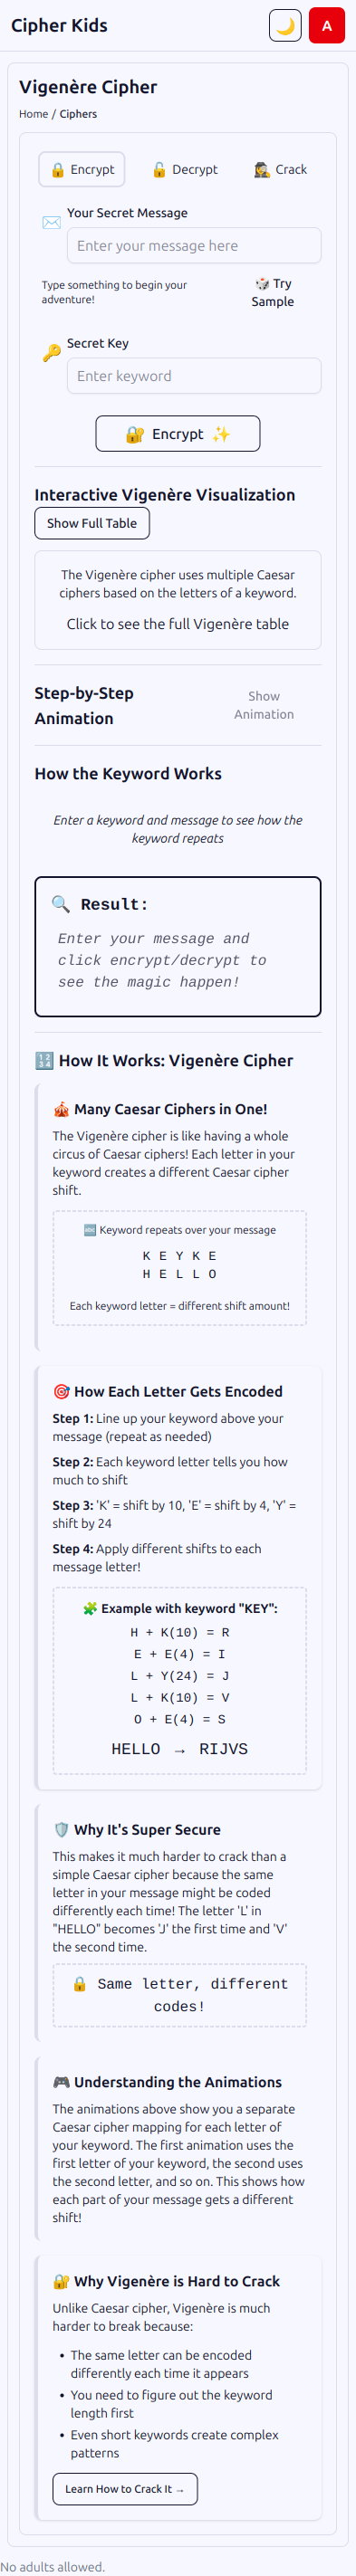 Cipher Kids
🌙
A
Vigenère Cipher
Home / Ciphers
🔒 Encrypt 🔓 Decrypt 🕵️ Crack
✉️ Your Secret Message
Enter your message here
Type something to begin your
adventure!
🎲 Try
Sample
🔑 Secret Key
Enter keyword
🔐 Encrypt ✨
Interactive Vigenère Visualization
Show Full Table
The Vigenère cipher uses multiple Caesar
ciphers based on the letters of a keyword.
Click to see the full Vigenère table
Step-by-Step
Animation
Show
Animation
How the Keyword Works
Enter a keyword and message to see how the
keyword repeats
🔍 Result:
Enter your message and
click encrypt/decrypt to
see the magic happen!
🔢 How It Works: Vigenère Cipher
🎪 Many Caesar Ciphers in One!
The Vigenère cipher is like having a whole
circus of Caesar ciphers! Each letter in your
keyword creates a different Caesar cipher
shift.
🔤 Keyword repeats over your message
K E Y K E
H E L L O
Each keyword letter = different shift amount!
🎯 How Each Letter Gets Encoded
Step 1: Line up your keyword above your
message (repeat as needed)
Step 2: Each keyword letter tells you how
much to shift
Step 3: 'K' = shift by 10, 'E' = shift by 4, 'Y' =
shift by 24
Step 4: Apply different shifts to each
message letter!
🧩 Example with keyword "KEY":
H + K(10) = R
E + E(4) = I
L + Y(24) = J
L + K(10) = V
O + E(4) = S
HELLO → RIJVS
🛡️ Why It's Super Secure
This makes it much harder to crack than a
simple Caesar cipher because the same
letter in your message might be coded
differently each time! The letter 'L' in
"HELLO" becomes 'J' the first time and 'V'
the second time.
🔒 Same letter, different
codes!
🎮 Understanding the Animations
The animations above show you a separate
Caesar cipher mapping for each letter of
your keyword. The first animation uses the
first letter of your keyword, the second uses
the second letter, and so on. This shows how
each part of your message gets a different
shift!
🔐 Why Vigenère is Hard to Crack
Unlike Caesar cipher, Vigenère is much
harder to break because:
• The same letter can be encoded
differently each time it appears
• You need to figure out the keyword
length first
• Even short keywords create complex
patterns
Learn How to Crack It →
No adults allowed.